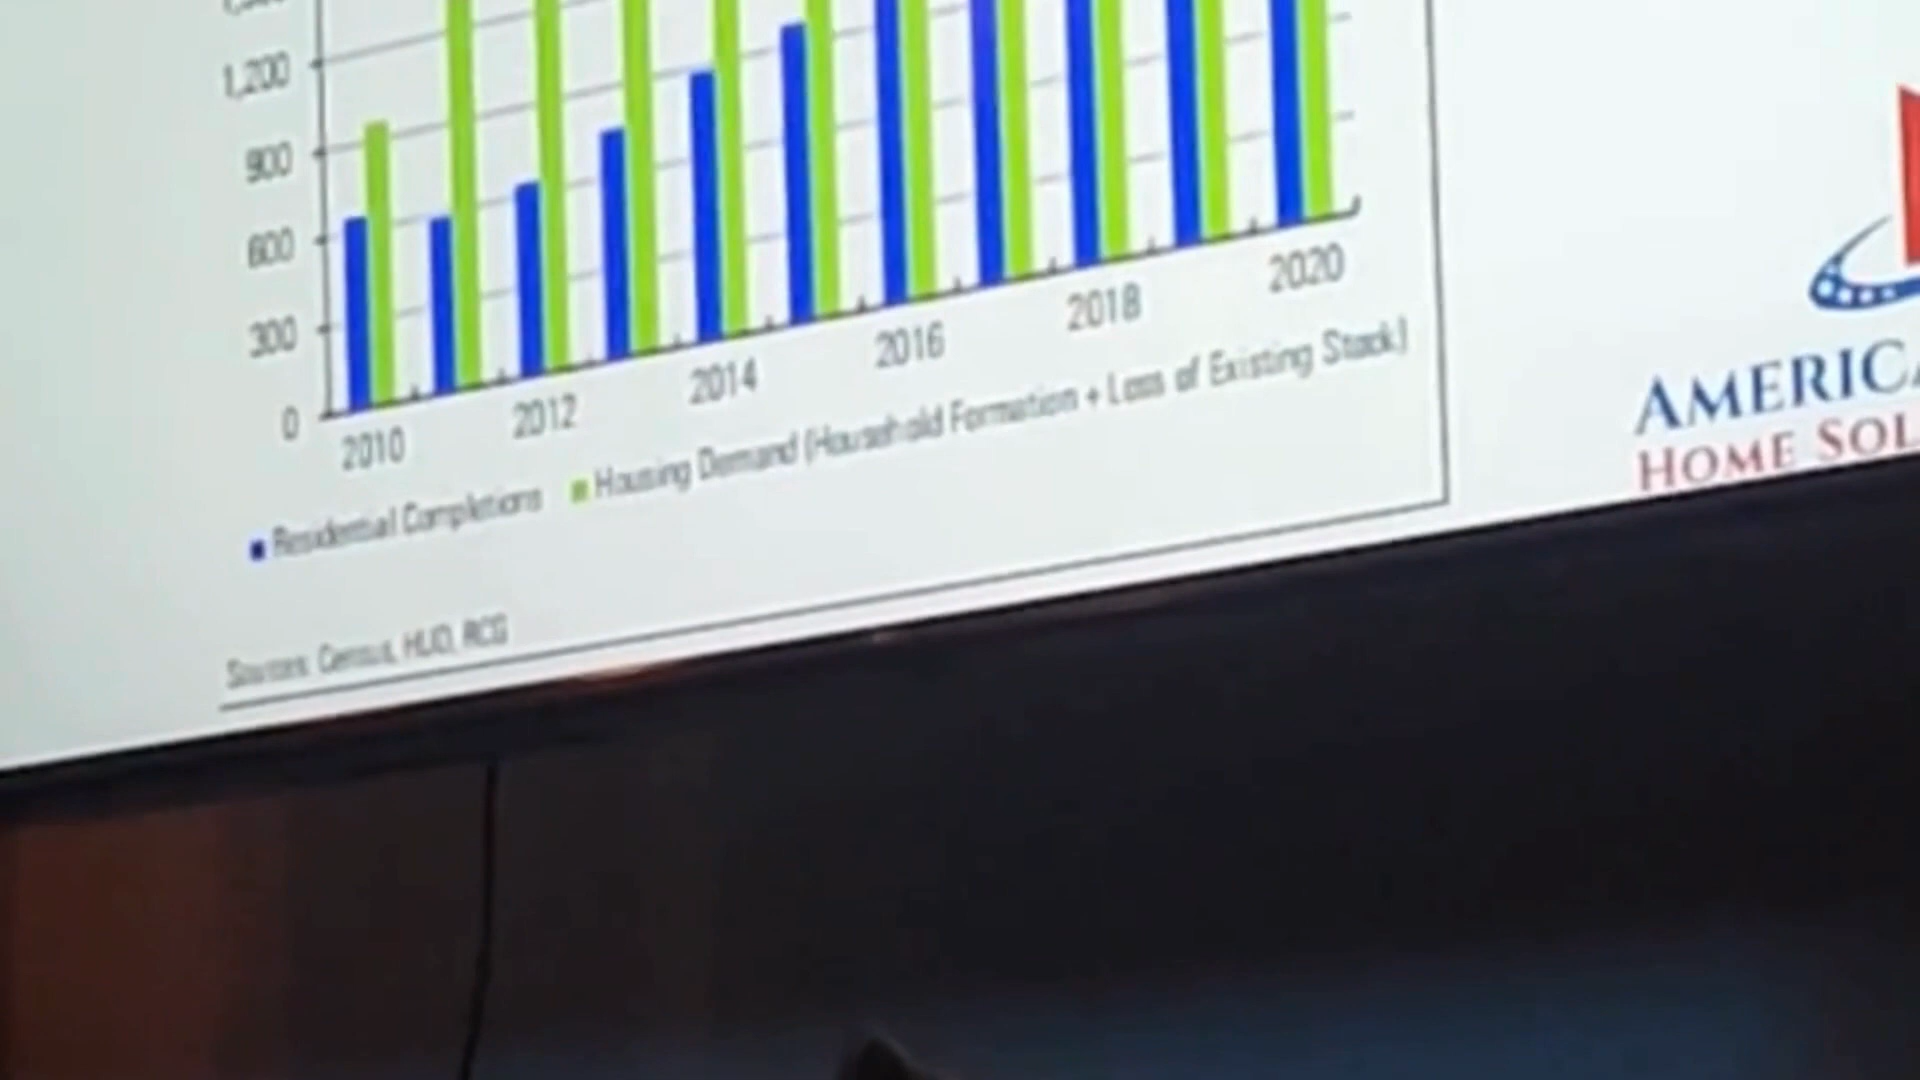 1,200
900
600
300
0
2010 2012 2014 2016 2018 2020
Residential Completions Housing Demand (Household Formation + Loss of Existing Stock)
Sources: Census, HUD, RCG
AMERICA
HOME SOL